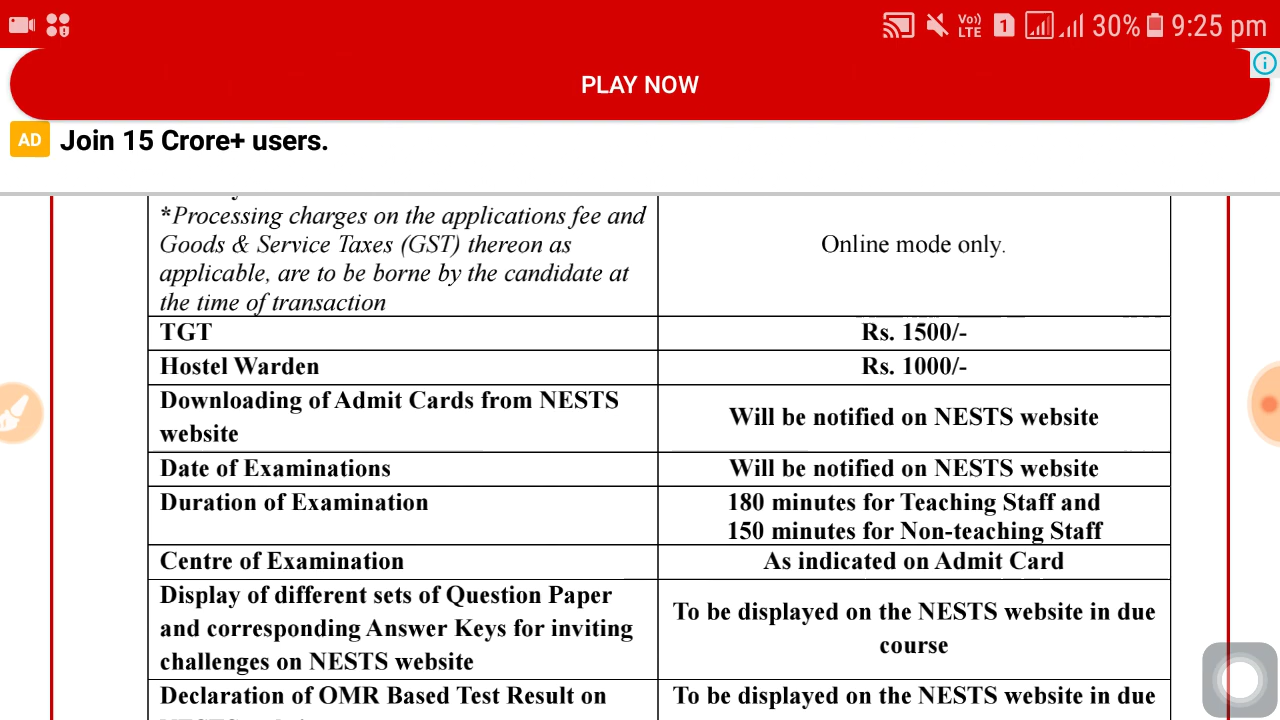 Vo)) LTE 1 30% 9:25 pm
PLAY NOW
AD Join 15 Crore+ users.
*Processing charges on the applications fee and
Goods & Service Taxes (GST) thereon as
applicable, are to be borne by the candidate at
the time of transaction
Online mode only.
TGT
Rs. 1500/-
Hostel Warden
Rs. 1000/-
Downloading of Admit Cards from NESTS
website
Will be notified on NESTS website
Date of Examinations
Will be notified on NESTS website
Duration of Examination
180 minutes for Teaching Staff and
150 minutes for Non-teaching Staff
Centre of Examination
As indicated on Admit Card
Display of different sets of Question Paper
and corresponding Answer Keys for inviting
challenges on NESTS website
To be displayed on the NESTS website in due
course
Declaration of OMR Based Test Result on
To be displayed on the NESTS website in due